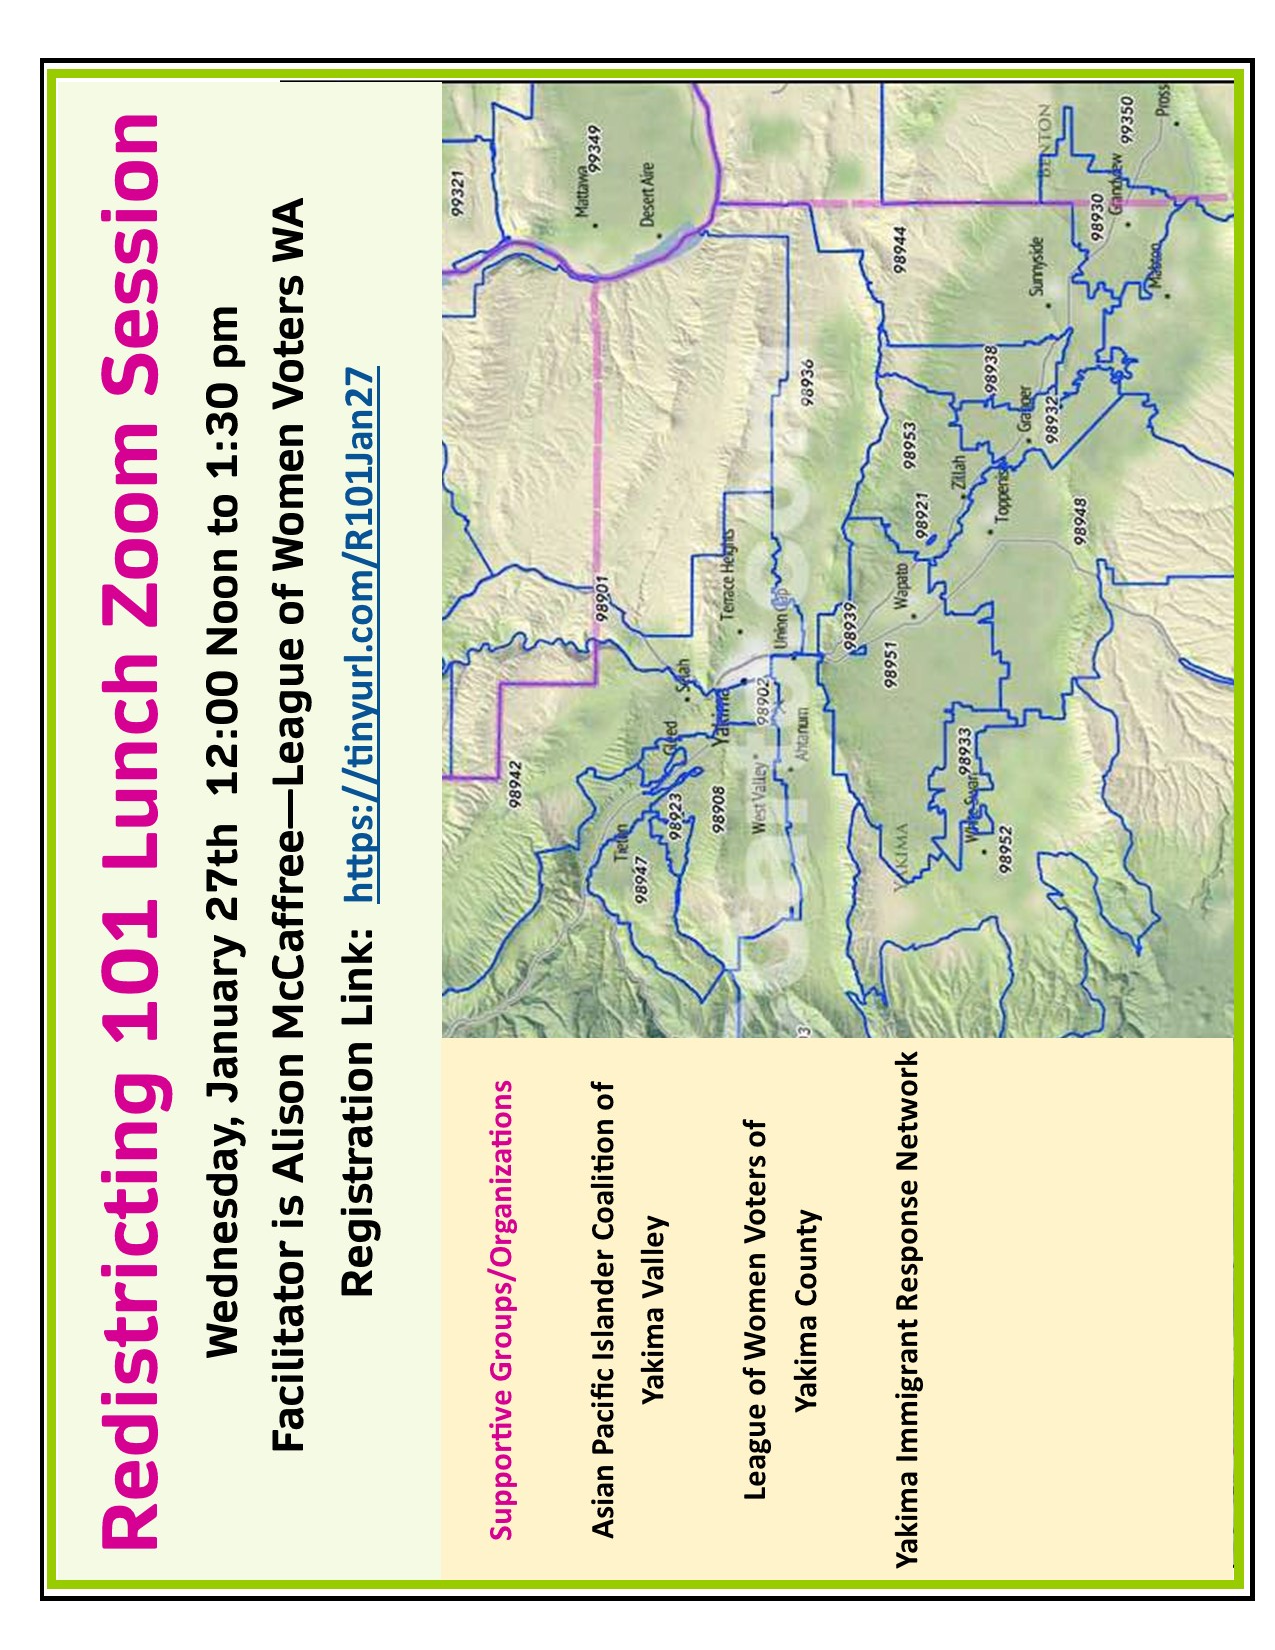 Redistricting 101 Lunch Zoom Session
Wednesday, January 27th 12:00 Noon to 1:30 pm
Facilitator is Alison McCaffree—League of Women Voters WA
Registration Link: https://tinyurl.com/R101Jan27
Supportive Groups/Organizations
Asian Pacific Islander Coalition of
Yakima Valley
League of Women Voters of
Yakima County
Yakima Immigrant Response Network
99321
Mattawa
99349
Desert Aire
98901
98942
Selah
Gleed
Tieton
98947
98923
98908
Yakima
Terrace Heights
98902
Union Gap
West Valley
Ahtanum
98936
98939
98951
Wapato
YAKIMA
98944
98953
98921
Zillah
Toppenish
98938
Granger
98932
Sunnyside
BENTON
98930
Grandview
99350
Pross
Mabton
98948
98933
White Swan
98952